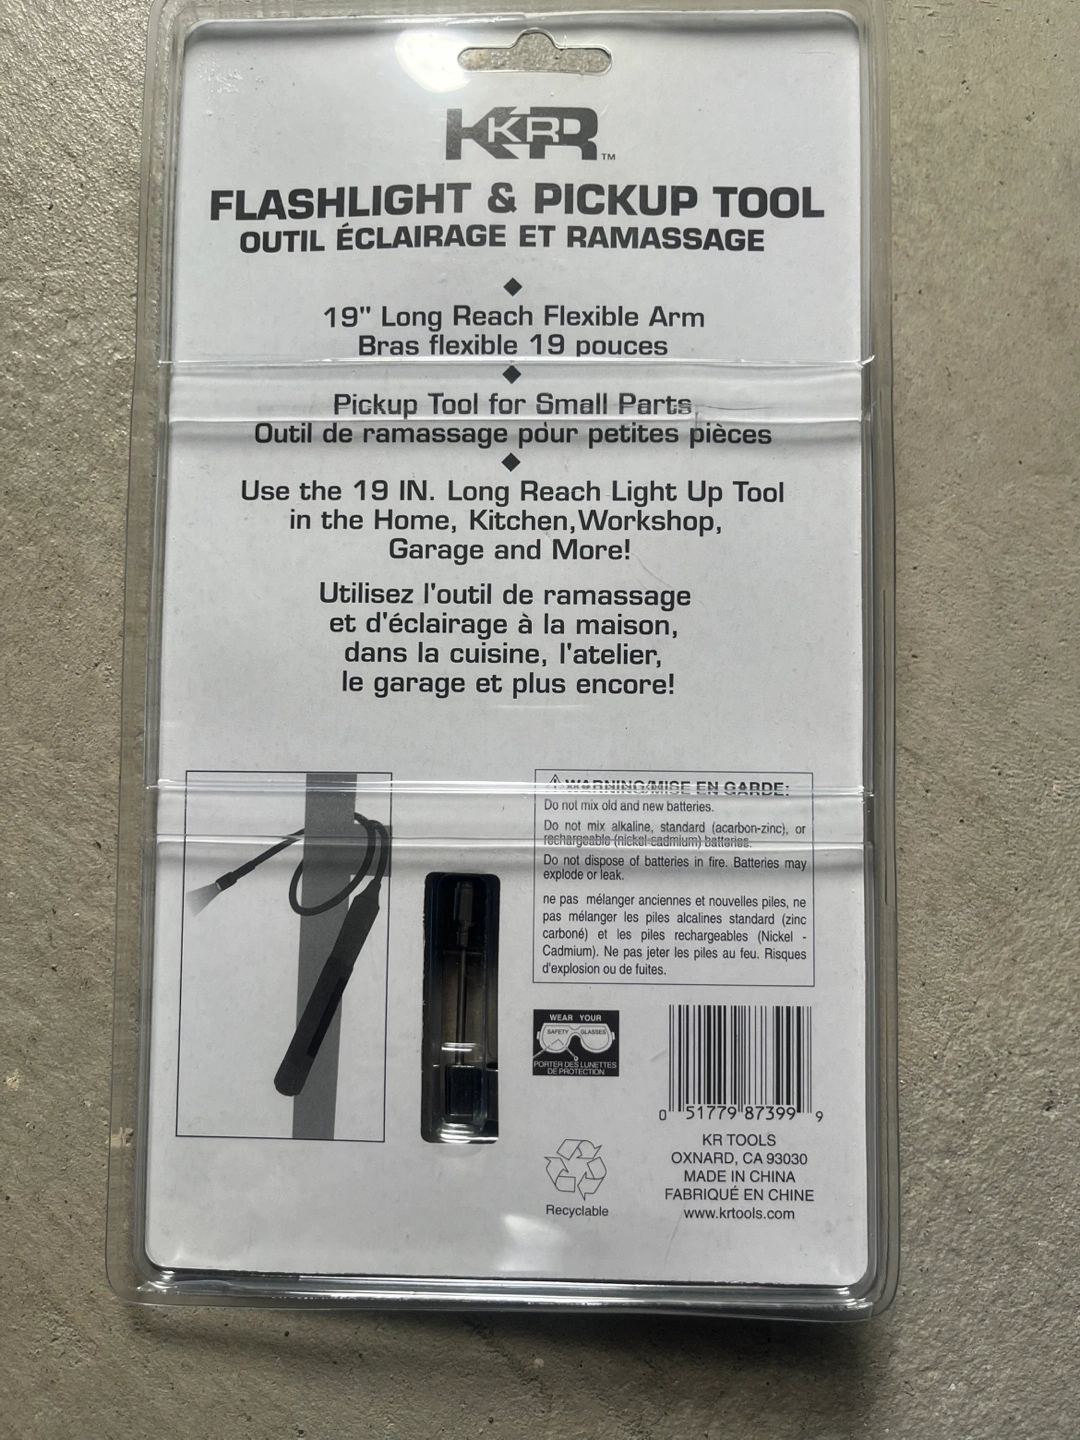 KR
KR
™
FLASHLIGHT & PICKUP TOOL
OUTIL ÉCLAIRAGE ET RAMASSAGE
19" Long Reach Flexible Arm
Bras flexible 19 pouces
Pickup Tool for Small Parts
Outil de ramassage pour petites pièces
Use the 19 IN. Long Reach Light Up Tool
in the Home, Kitchen,Workshop,
Garage and More!
Utilisez l'outil de ramassage
et d'éclairage à la maison,
dans la cuisine, l'atelier,
le garage et plus encore!
WARNING/MISE EN GARDE:
Do not mix old and new batteries.
Do not mix alkaline, standard (acarbon-zinc), or
rechargeable (nickel-cadmium) batteries.
Do not dispose of batteries in fire. Batteries may
explode or leak.
ne pas mélanger anciennes et nouvelles piles, ne
pas mélanger les piles alcalines standard (zinc
carboné) et les piles rechargeables (Nickel -
Cadmium). Ne pas jeter les piles au feu. Risques
d'explosion ou de fuites.
WEAR YOUR
SAFETY GLASSES
PORTER DES LUNETTES
DE PROTECTION
0 51779 87399 9
Recyclable
KR TOOLS
OXNARD, CA 93030
MADE IN CHINA
FABRIQUÉ EN CHINE
www.krtools.com